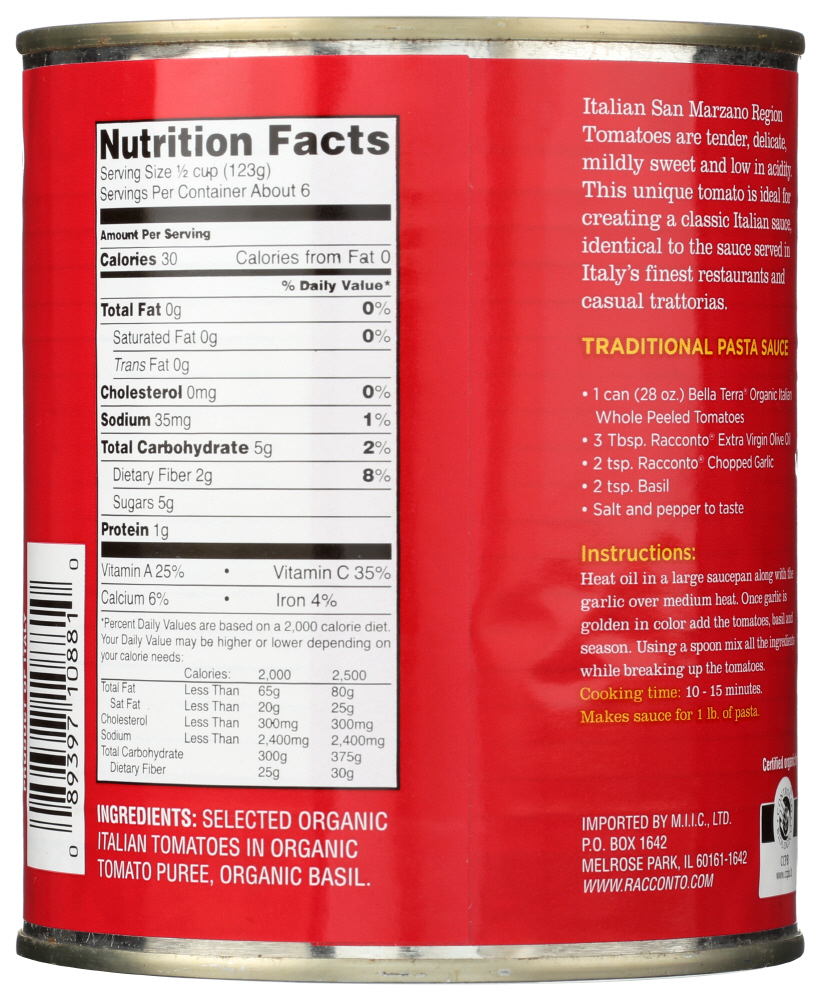 Nutrition Facts
Serving Size ½ cup (123g)
Servings Per Container About 6
Amount Per Serving
Calories 30 Calories from Fat 0
% Daily Value*
Total Fat 0g 0%
Saturated Fat 0g 0%
Trans Fat 0g
Cholesterol 0mg 0%
Sodium 35mg 1%
Total Carbohydrate 5g 2%
Dietary Fiber 2g 8%
Sugars 5g
Protein 1g
Vitamin A 25% • Vitamin C 35%
Calcium 6% • Iron 4%
*Percent Daily Values are based on a 2,000 calorie diet.
Your Daily Value may be higher or lower depending on
your calorie needs:
Calories: 2,000 2,500
Total Fat Less Than 65g 80g
Sat Fat Less Than 20g 25g
Cholesterol Less Than 300mg 300mg
Sodium Less Than 2,400mg 2,400mg
Total Carbohydrate 300g 375g
Dietary Fiber 25g 30g
INGREDIENTS: SELECTED ORGANIC
ITALIAN TOMATOES IN ORGANIC
TOMATO PUREE, ORGANIC BASIL.
PRODUCT OF ITALY
0 89397 10881 0
Italian San Marzano Region
Tomatoes are tender, delicate,
mildly sweet and low in acidity.
This unique tomato is ideal for
creating a classic Italian sauce,
identical to the sauce served in
Italy's finest restaurants and
casual trattorias.
TRADITIONAL PASTA SAUCE
• 1 can (28 oz.) Bella Terra® Organic Italian
Whole Peeled Tomatoes
• 3 Tbsp. Racconto® Extra Virgin Olive Oil
• 2 tsp. Racconto® Chopped Garlic
• 2 tsp. Basil
• Salt and pepper to taste
Instructions:
Heat oil in a large saucepan along with the
garlic over medium heat. Once garlic is
golden in color add the tomatoes, basil and
season. Using a spoon mix all the ingredients
while breaking up the tomatoes.
Cooking time: 10 - 15 minutes.
Makes sauce for 1 lb. of pasta.
Certified
IMPORTED BY M.I.I.C., LTD.
P.O. BOX 1642
MELROSE PARK, IL 60161-1642
WWW.RACCONTO.COM
CCPB